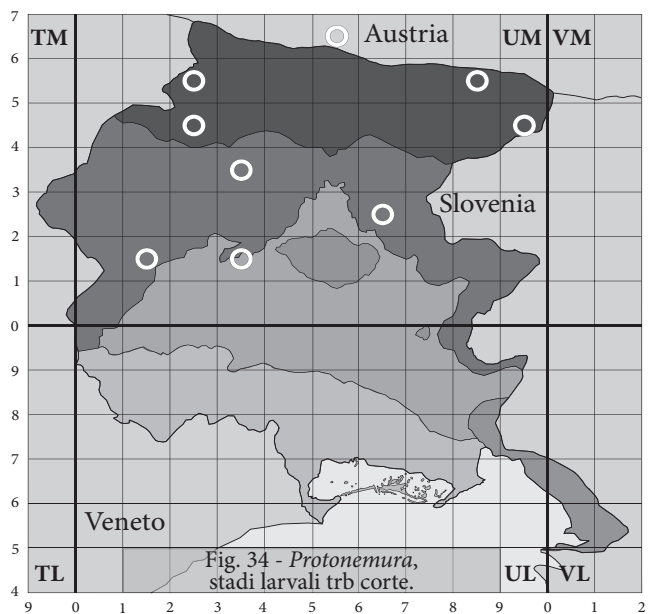 7
TM
Austria
UM
VM
6
5
4
3
Slovenia
2
1
0
9
8
7
6
Veneto
5
Fig. 34 - Protonemura,
stadi larvali trb corte.
TL
UL
VL
4
9 0 1 2 3 4 5 6 7 8 9 0 1 2